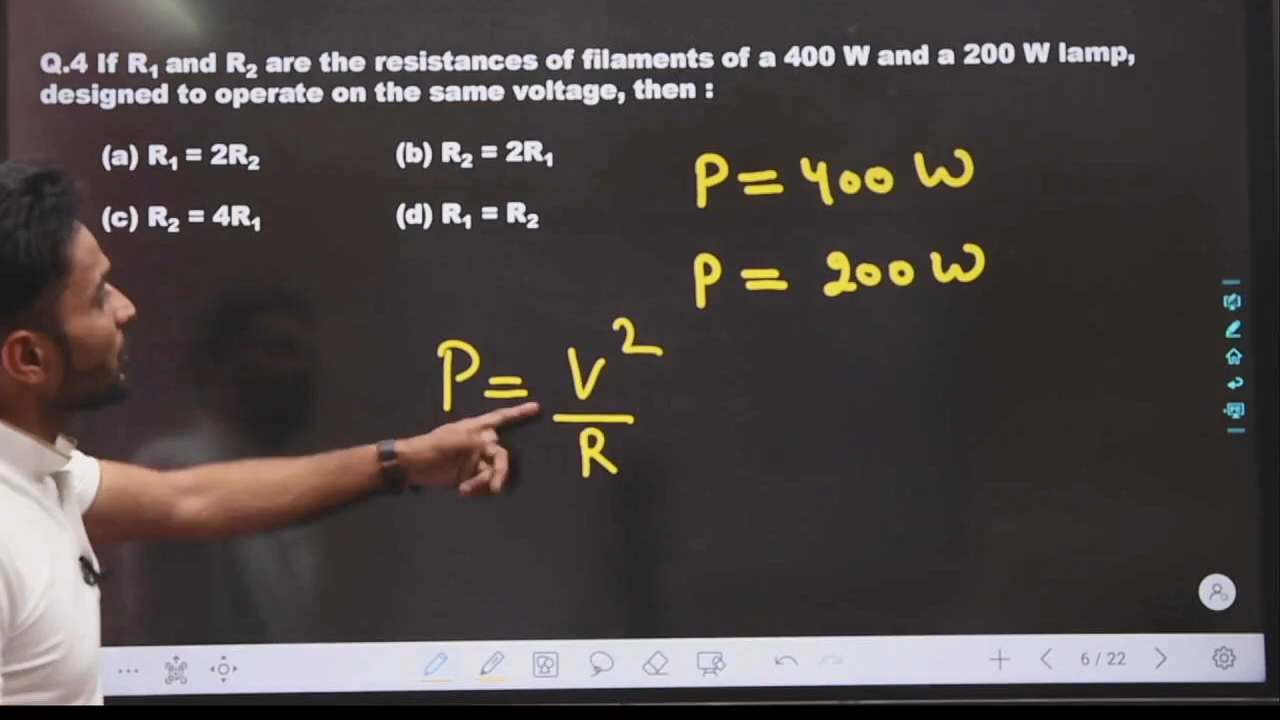 Q.4 If R₁ and R₂ are the resistances of filaments of a 400 W and a 200 W lamp,
designed to operate on the same voltage, then :
(a) R₁ = 2R₂ (b) R₂ = 2R₁
(c) R₂ = 4R₁ (d) R₁ = R₂
P = 400 W
P = 200 W
P = V²/R
6 / 22